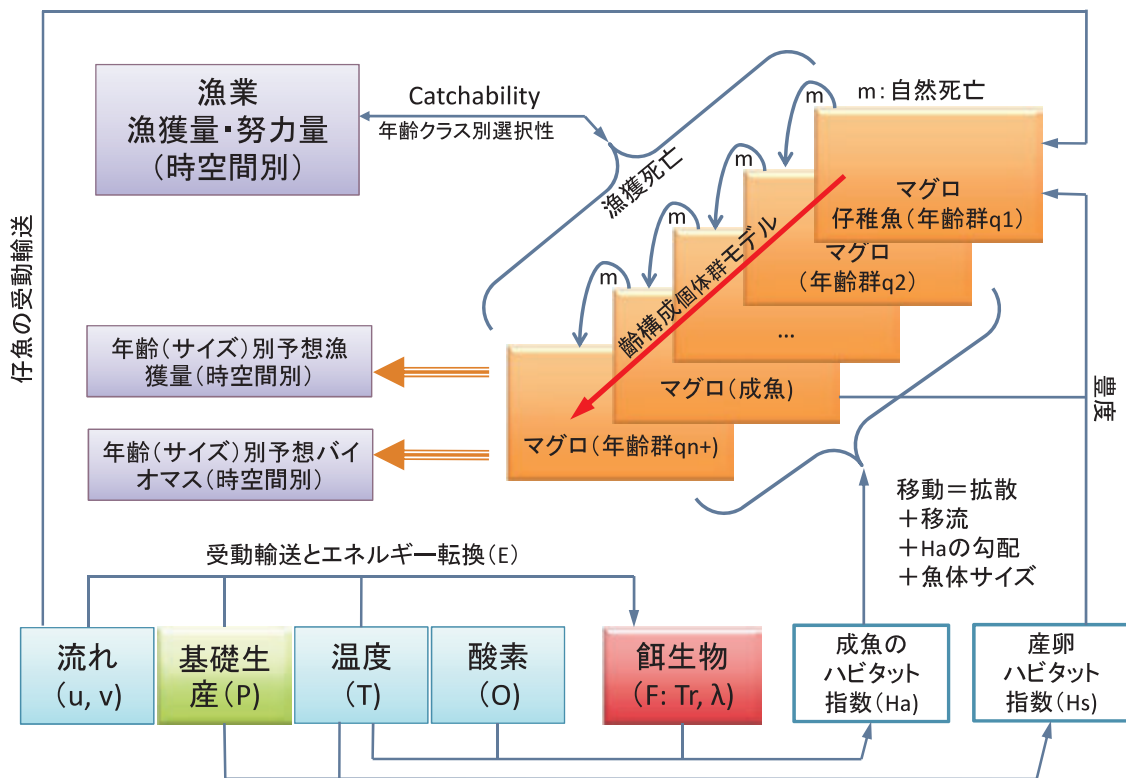 漁業
漁獲量・努力量
(時空間別)
Catchability
年齢クラス別選択性
漁獲死亡
m
m
m
m
m：自然死亡
マグロ
仔稚魚(年齢群q1)
マグロ
(年齢群q2)
…
マグロ(成魚)
マグロ(年齢群qn+)
齢構成個体群モデル
仔魚の受動輸送
年齢(サイズ)別予想漁
獲量(時空間別)
年齢(サイズ)別予想バイ
オマス(時空間別)
豊度
移動＝拡散
＋移流
＋Haの勾配
＋魚体サイズ
受動輸送とエネルギー転換(E)
流れ
(u, v)
基礎生
産(P)
温度
(T)
酸素
(O)
餌生物
(F: Tr, λ)
成魚の
ハビタット
指数(Ha)
産卵
ハビタット
指数(Hs)